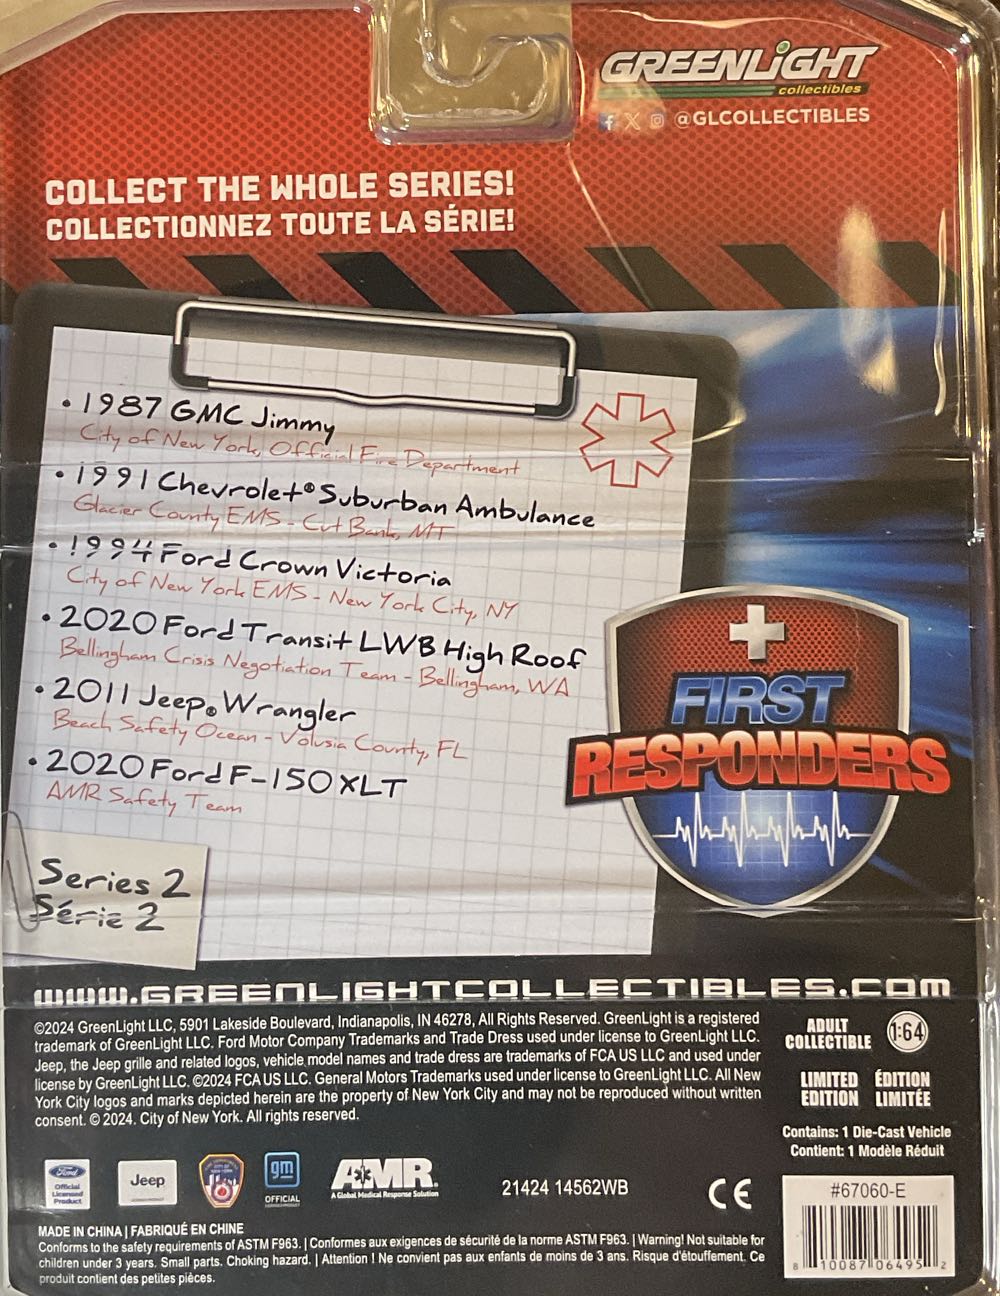 GREENLiGHT
collectibles
@GLCOLLECTIBLES
COLLECT THE WHOLE SERIES!
COLLECTIONNEZ TOUTE LA SÉRIE!
• 1987 GMC Jimmy
City of New York, Official Fire Department
• 1991 Chevrolet® Suburban Ambulance
Glacier County EMS - Cut Bank, MT
• 1994 Ford Crown Victoria
City of New York EMS - New York City, NY
• 2020 Ford Transit LWB High Roof
Bellingham Crisis Negotiation Team - Bellingham, WA
• 2011 Jeep® Wrangler
Beach Safety Ocean - Volusia County, FL
• 2020 Ford F-150 XLT
AMR Safety Team
FIRST
RESPONDERS
Series 2
Série 2
www.GREENLIGHTCOLLECTIBLES.COM
©2024 GreenLight LLC, 5901 Lakeside Boulevard, Indianapolis, IN 46278, All Rights Reserved. GreenLight is a registered
trademark of GreenLight LLC. Ford Motor Company Trademarks and Trade Dress used under license to GreenLight LLC.
Jeep, the Jeep grille and related logos, vehicle model names and trade dress are trademarks of FCA US LLC and used under
license by GreenLight LLC. ©2024 FCA US LLC. General Motors Trademarks used under license to GreenLight LLC. All New
York City logos and marks depicted herein are the property of New York City and may not be reproduced without written
consent. © 2024. City of New York. All rights reserved.
ADULT
COLLECTIBLE
1:64
LIMITED
EDITION
ÉDITION
LIMITÉE
Contains: 1 Die-Cast Vehicle
Contient: 1 Modèle Réduit
Ford
Official
Licensed
Product
Jeep
gm
OFFICIAL
AMR
A Global Medical Response Solution
21424 14562WB
CE
#67060-E
8 10087 06495 2
MADE IN CHINA | FABRIQUÉ EN CHINE
Conforms to the safety requirements of ASTM F963. | Conformes aux exigences de sécurité de la norme ASTM F963. | Warning! Not suitable for
children under 3 years. Small parts. Choking hazard. | Attention ! Ne convient pas aux enfants de moins de 3 ans. Risque d'étouffement. Ce
produit contient des petites pièces.